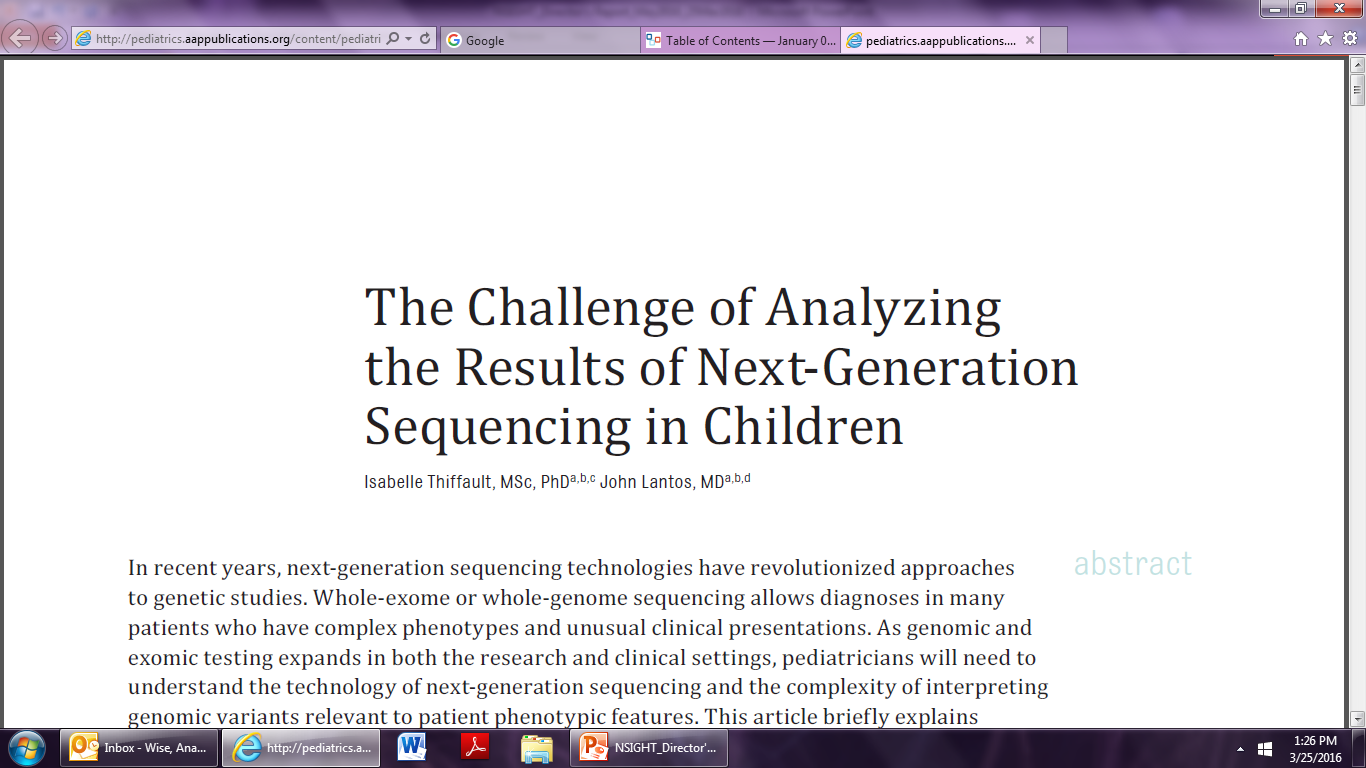 http://pediatrics.aappublications.org/content/pediatri
Google
Table of Contents — January 0...
pediatrics.aappublications....
The Challenge of Analyzing
the Results of Next-Generation
Sequencing in Children
Isabelle Thiffault, MSc, PhDa,b,c John Lantos, MDa,b,d
abstract
In recent years, next-generation sequencing technologies have revolutionized approaches
to genetic studies. Whole-exome or whole-genome sequencing allows diagnoses in many
patients who have complex phenotypes and unusual clinical presentations. As genomic and
exomic testing expands in both the research and clinical settings, pediatricians will need to
understand the technology of next-generation sequencing and the complexity of interpreting
genomic variants relevant to patient phenotypic features. This article briefly explains
Inbox - Wise, Ana...
http://pediatrics.a...
NSIGHT_Director'...
1:26 PM
3/25/2016